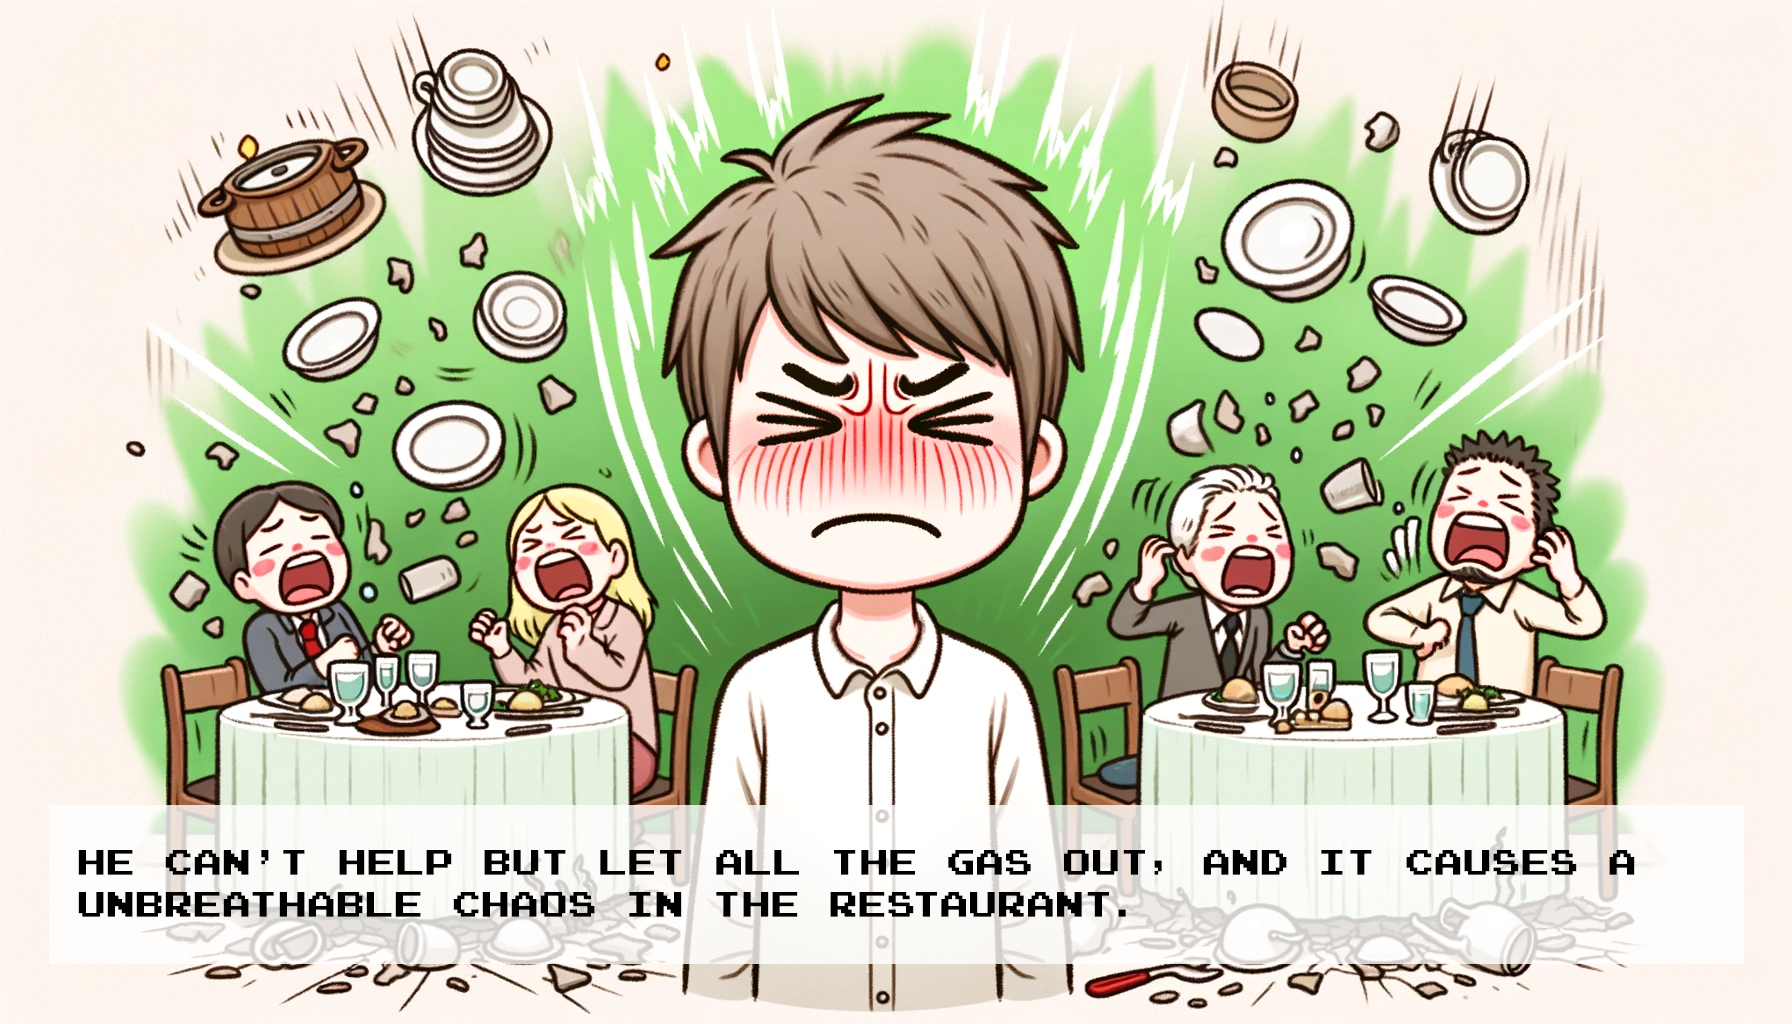 HE CAN'T HELP BUT LET ALL THE GAS OUT, AND IT CAUSES A
UNBREATHABLE CHAOS IN THE RESTAURANT.